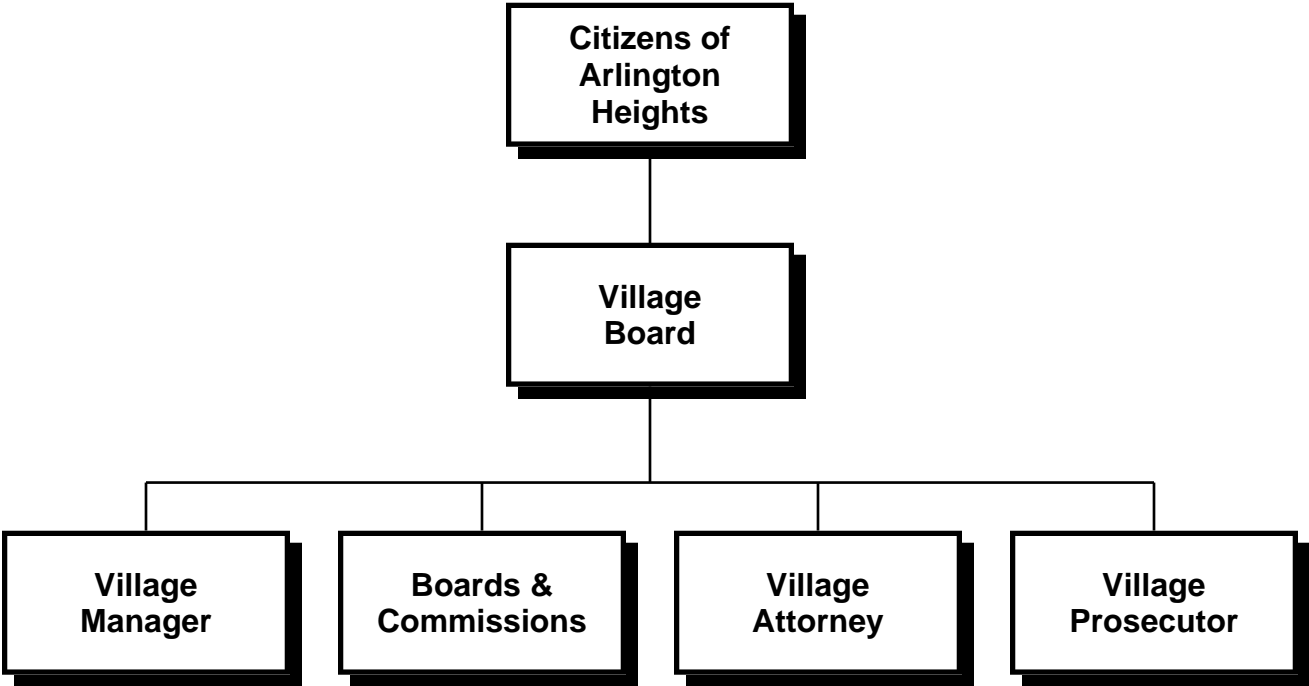 Citizens of
Arlington
Heights
Village
Board
Village
Manager
Boards &
Commissions
Village
Attorney
Village
Prosecutor